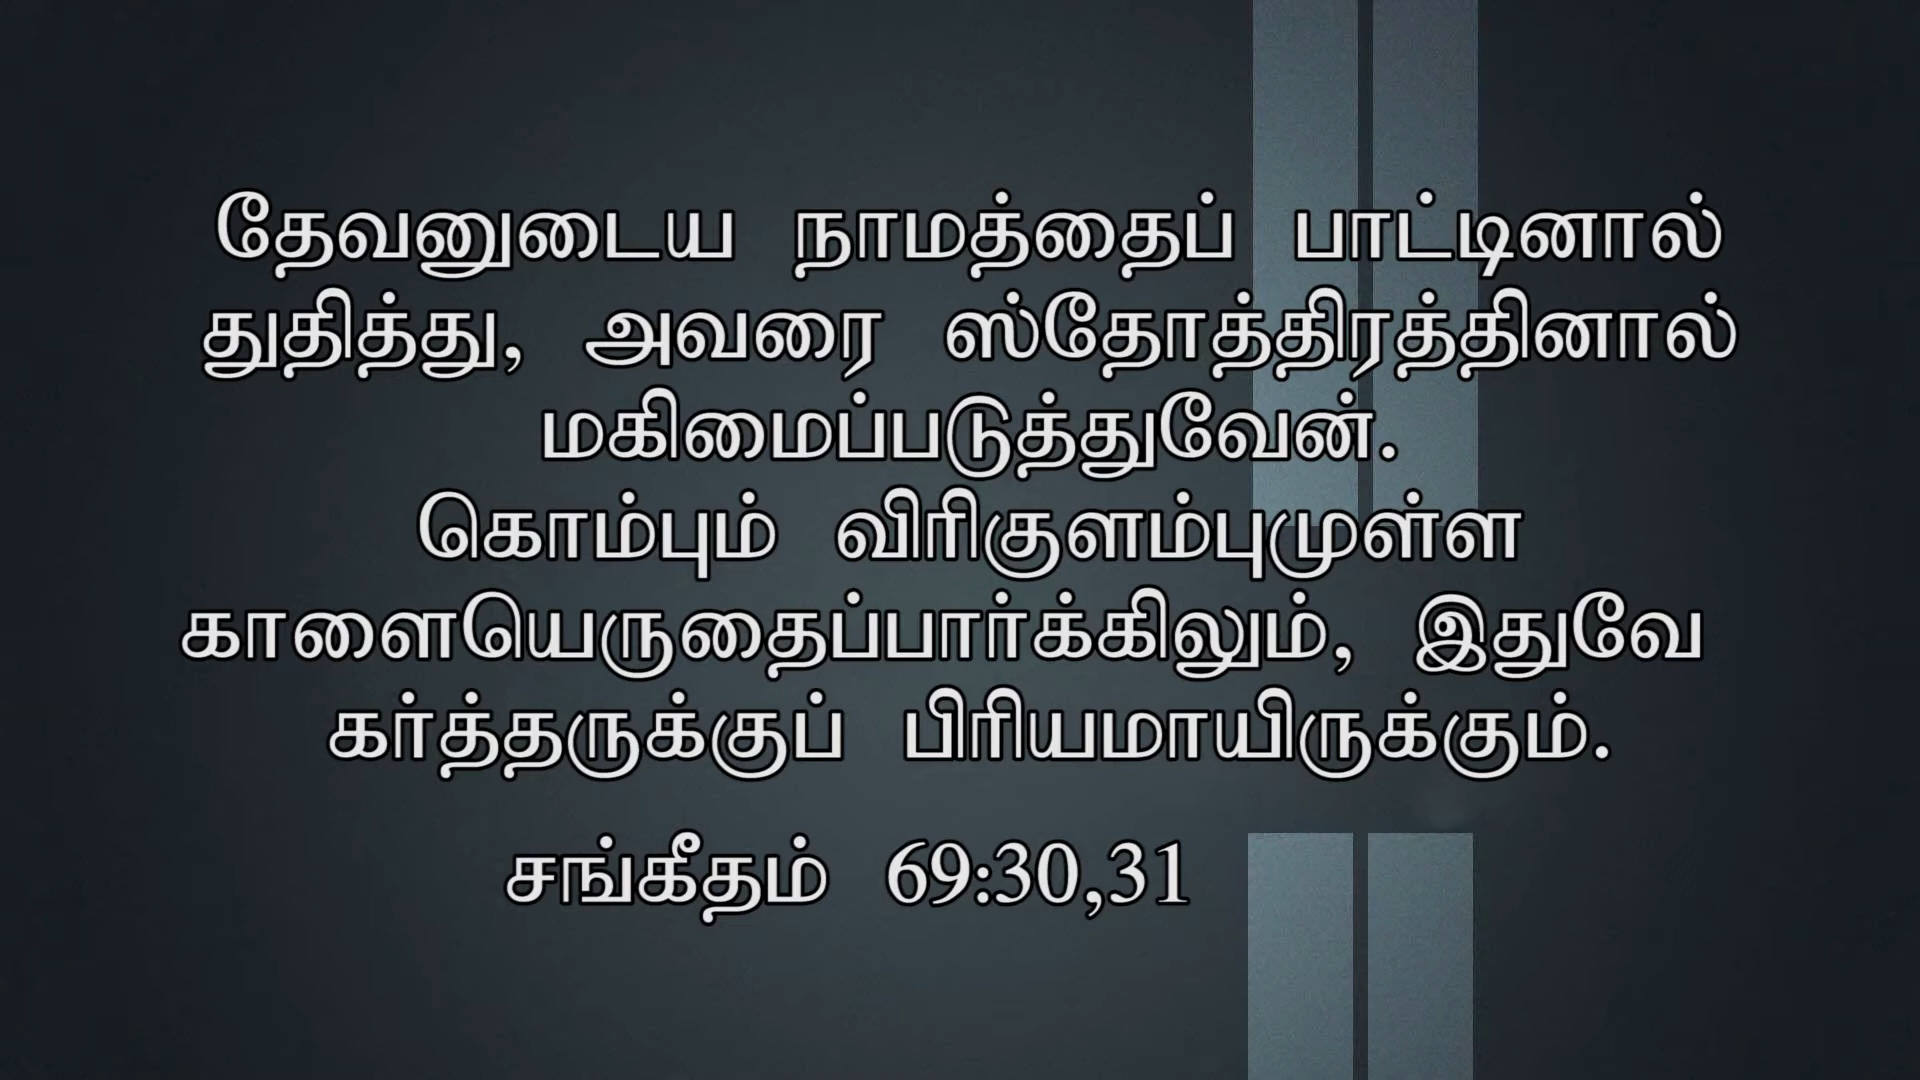 தேவனுடைய நாமத்தைப் பாட்டினால்
துதித்து, அவரை ஸ்தோத்திரத்தினால்
மகிமைப்படுத்துவேன்.
கொம்பும் விரிகுளம்புமுள்ள
காளையெருதைப்பார்க்கிலும், இதுவே
கர்த்தருக்குப் பிரியமாயிருக்கும்.
சங்கீதம் 69:30,31